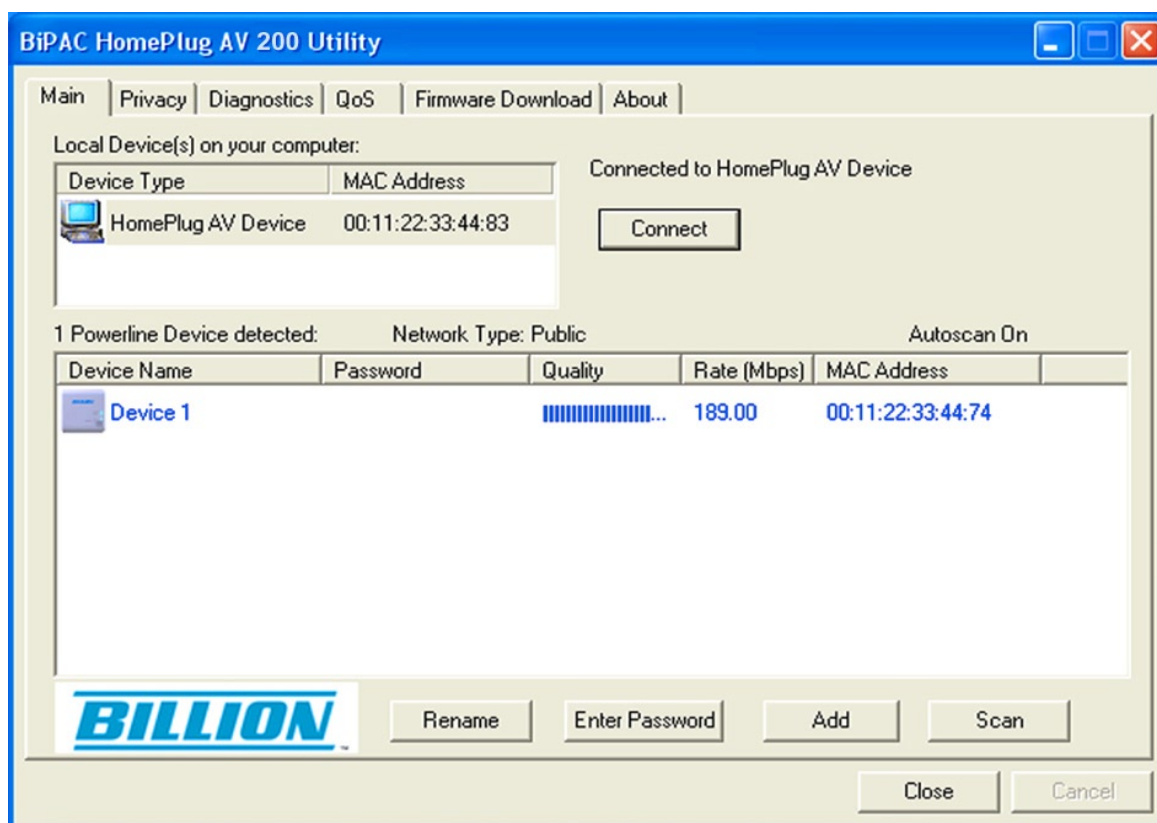 BiPAC HomePlug AV 200 Utility
Main Privacy Diagnostics QoS Firmware Download About
Local Device(s) on your computer:
Device Type MAC Address
HomePlug AV Device 00:11:22:33:44:83
Connected to HomePlug AV Device
Connect
1 Powerline Device detected: Network Type: Public Autoscan On
Device Name Password Quality Rate (Mbps) MAC Address
Device 1 189.00 00:11:22:33:44:74
BILLION
Rename Enter Password Add Scan
Close Cancel